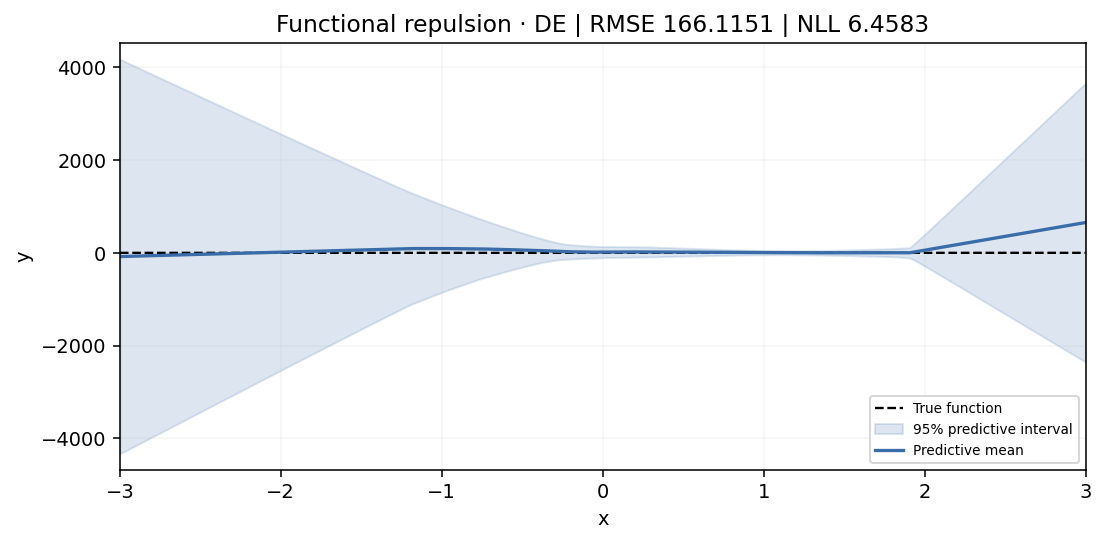 Functional repulsion · DE | RMSE 166.1151 | NLL 6.4583
4000
2000
0
−2000
−4000
y
−3
−2
−1
0
1
2
3
x
True function
95% predictive interval
Predictive mean